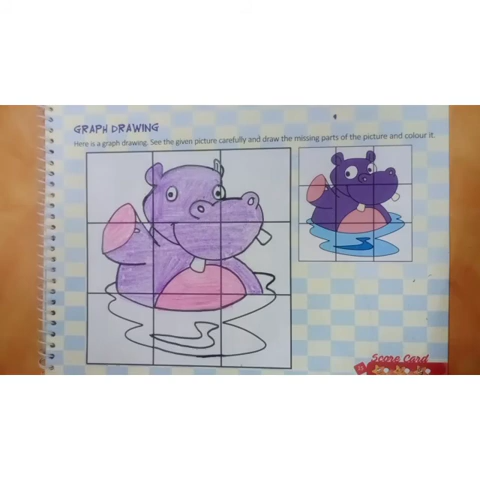 GRAPH DRAWING
Here is a graph drawing. See the given picture carefully and draw the missing parts of the picture and colour it.
Score Card